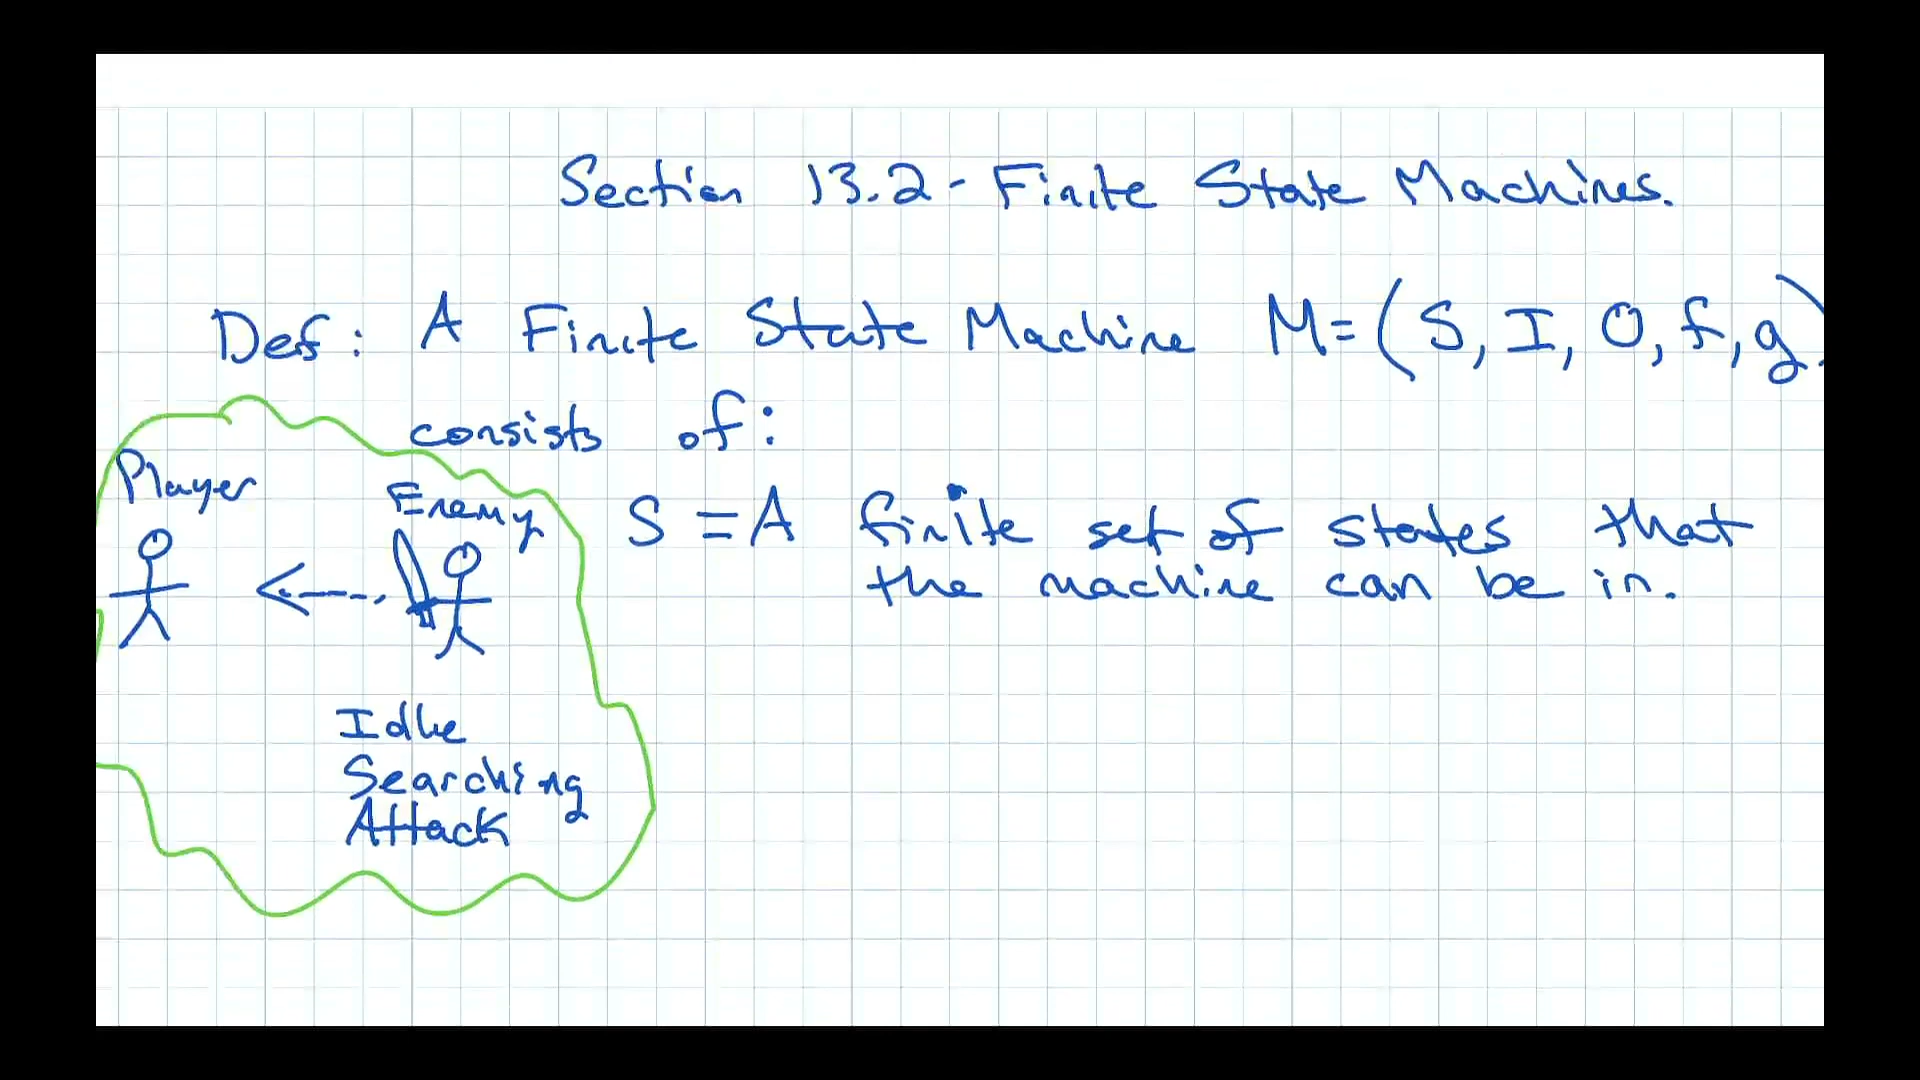 Section 13.2 - Finite State Machines.
Def: A Finite State Machine M=(S, I, O, f, g)
consists of:
Player
Enemy
S = A finite set of states that
the machine can be in.
Idle
Searching
Attack